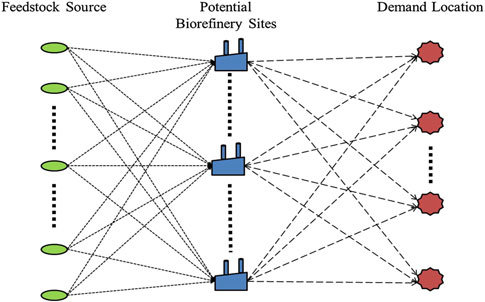 Feedstock Source
Potential
Biorefinery Sites
Demand Location